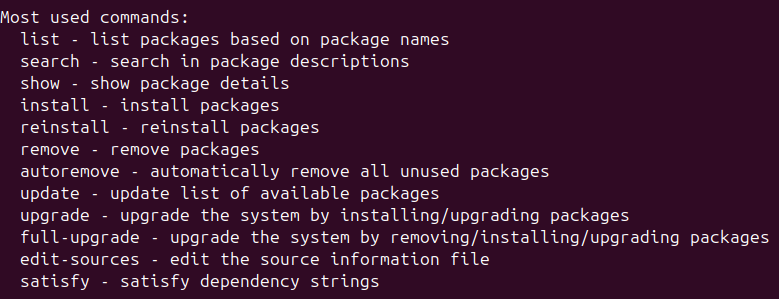 Most used commands:
list - list packages based on package names
search - search in package descriptions
show - show package details
install - install packages
reinstall - reinstall packages
remove - remove packages
autoremove - automatically remove all unused packages
update - update list of available packages
upgrade - upgrade the system by installing/upgrading packages
full-upgrade - upgrade the system by removing/installing/upgrading packages
edit-sources - edit the source information file
satisfy - satisfy dependency strings